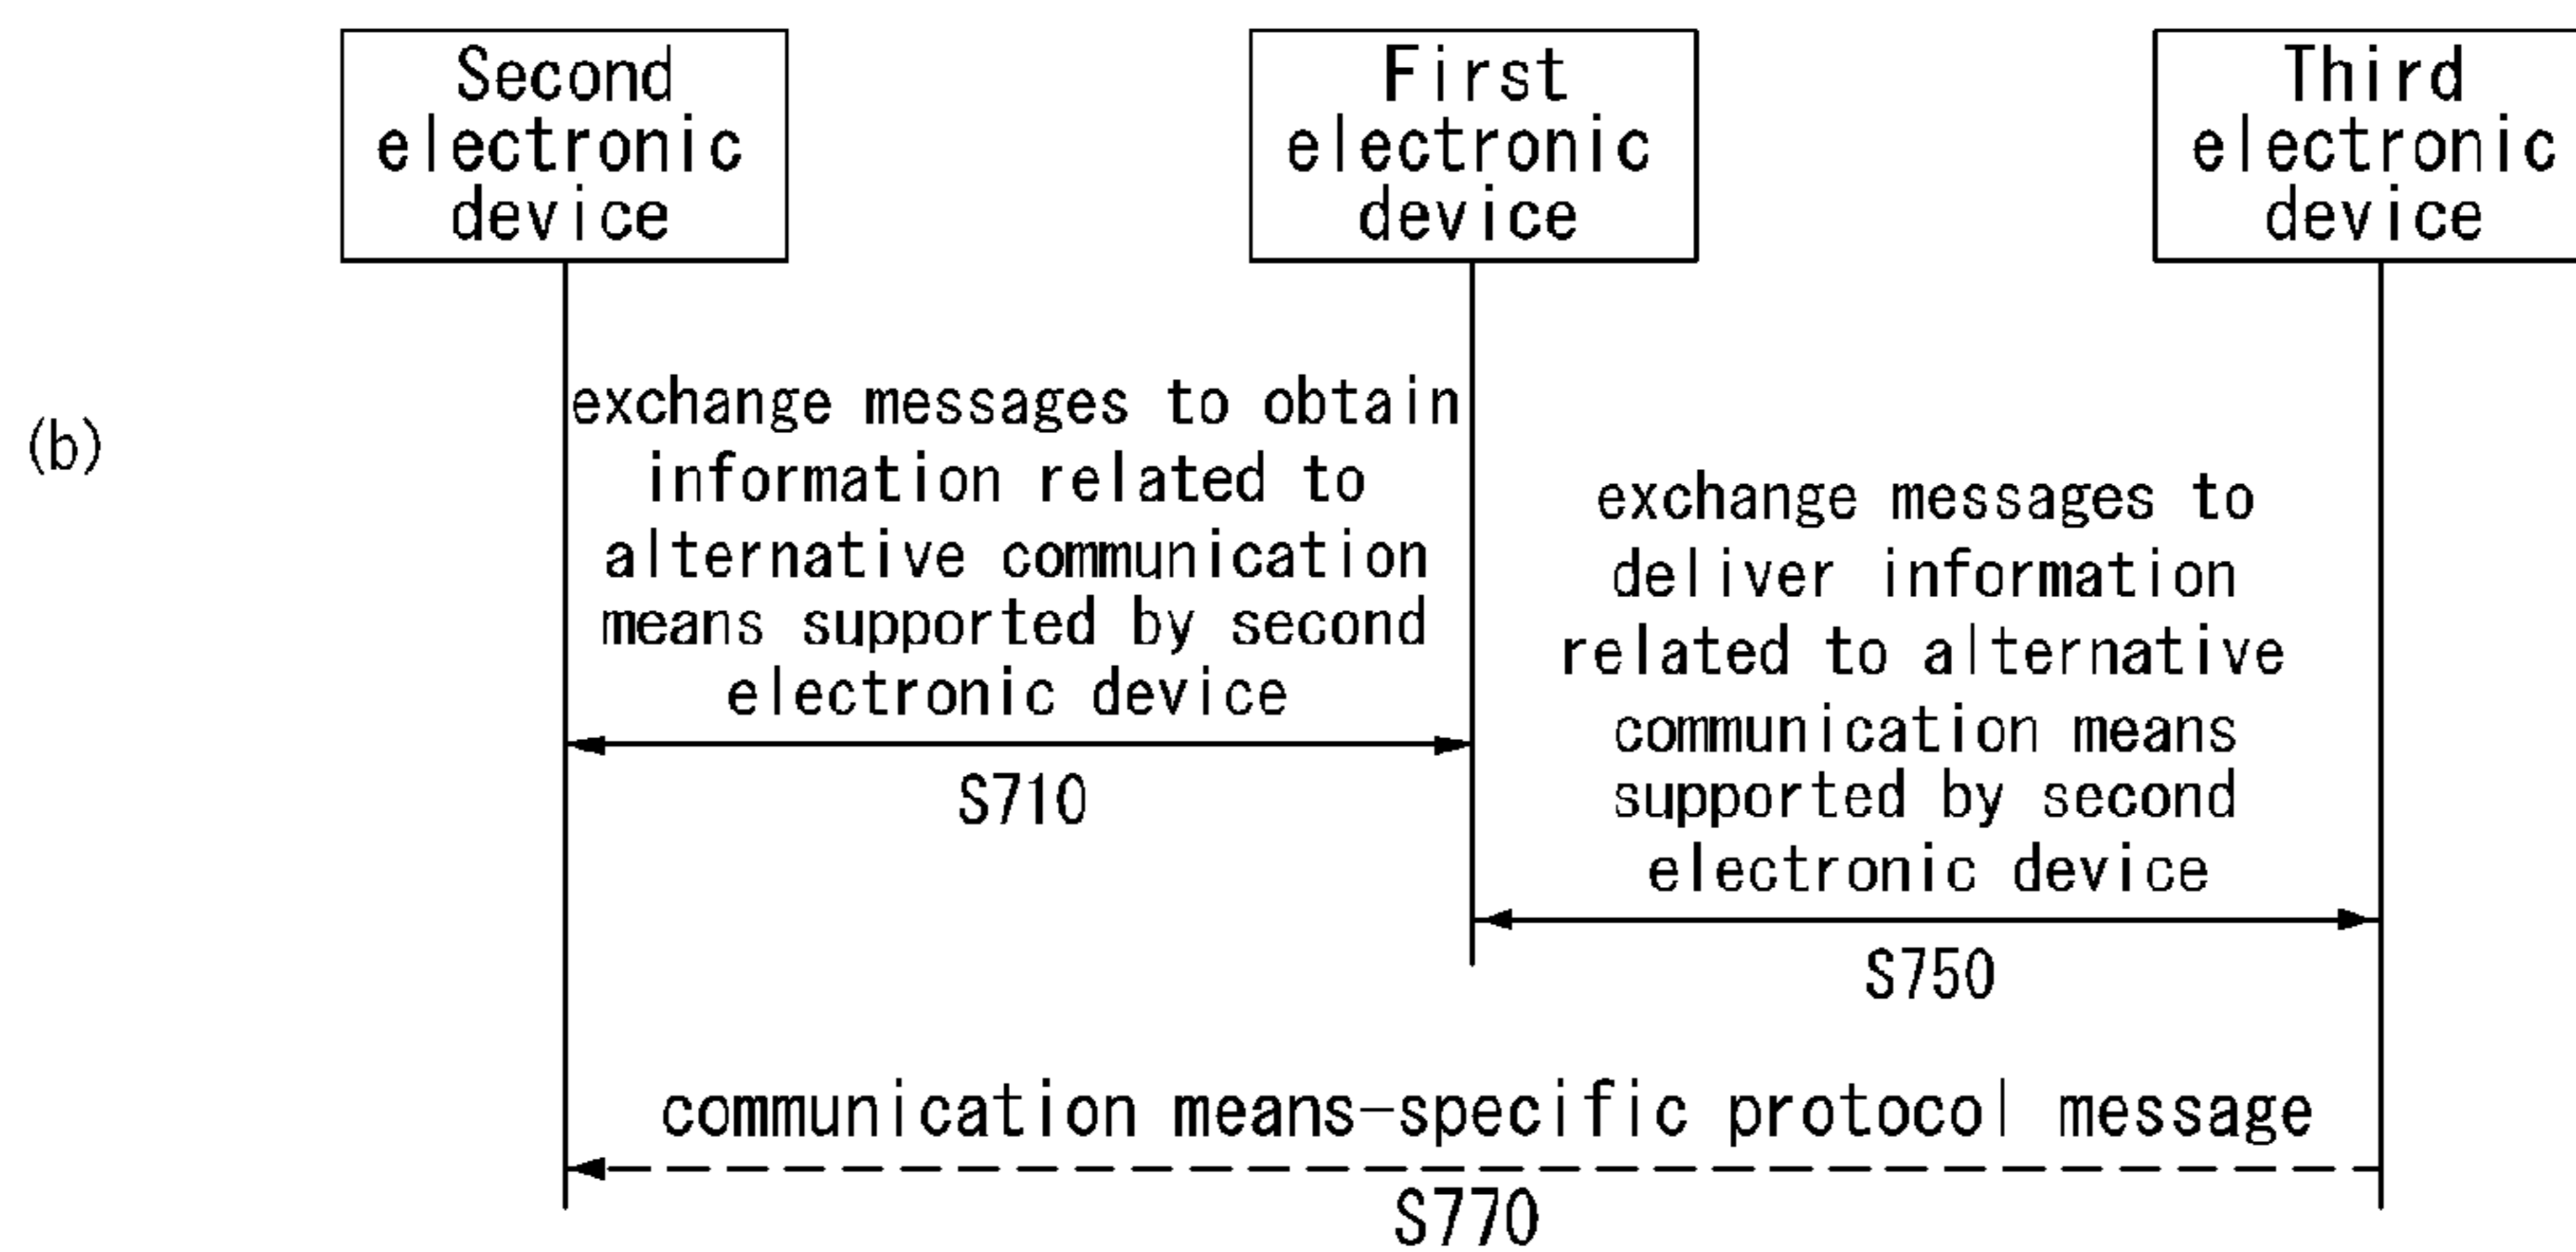 Second
electronic
device
First
electronic
device
Third
electronic
device
(b)
exchange messages to obtain
information related to
alternative communication
means supported by second
electronic device
S710
exchange messages to
deliver information
related to alternative
communication means
supported by second
electronic device
S750
communication means-specific protocol message
S770